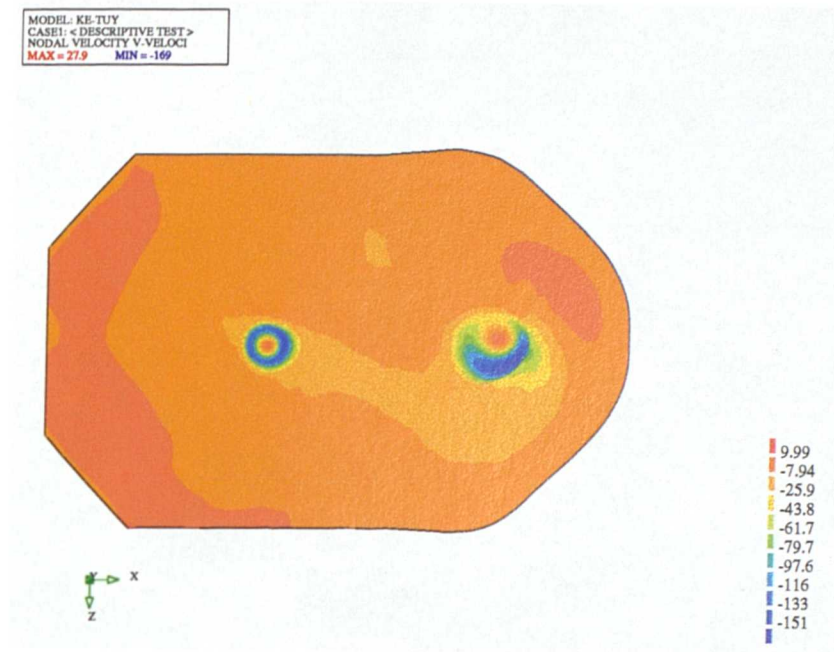 MODEL: KE-TUY
CASE1: < DESCRIPTIVE TEST >
NODAL VELOCITY V-VELOCI
MAX = 27.9 MIN = -169
9.99
-7.94
-25.9
-43.8
-61.7
-79.7
-97.6
-116
-133
-151
Y X
Z